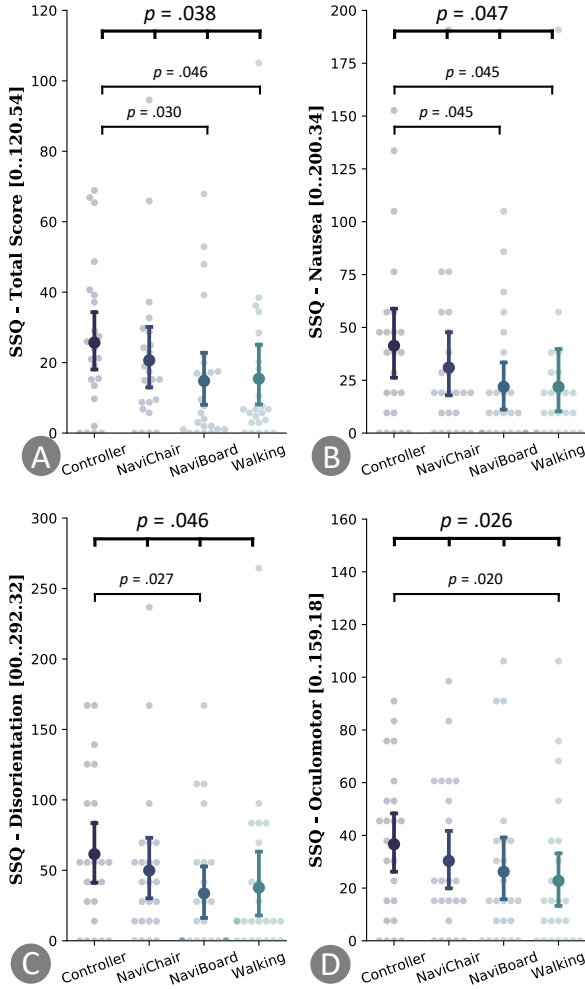 SSQ - Total Score [0..120.54]
120
100
80
60
40
20
0
p = .038
p = .046
p = .030
Controller
NaviChair
NaviBoard
Walking
A
SSQ - Nausea [0..200.34]
200
175
150
125
100
75
50
25
0
p = .047
p = .045
p = .045
Controller
NaviChair
NaviBoard
Walking
B
SSQ - Disorientation [00..292.32]
300
250
200
150
100
50
0
p = .046
p = .027
Controller
NaviChair
NaviBoard
Walking
C
SSQ - Oculomotor [0..159.18]
160
140
120
100
80
60
40
20
0
p = .026
p = .020
Controller
NaviChair
NaviBoard
Walking
D